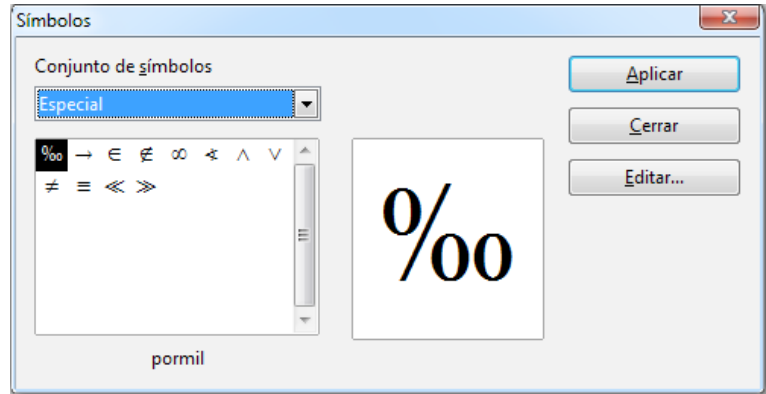 Símbolos
Conjunto de símbolos
Especial
‰ → ∈ ∉ ∞ ∢ ∧ ∨
≠ ≡ ≪ ≫
‰
pormil
Aplicar
Cerrar
Editar...